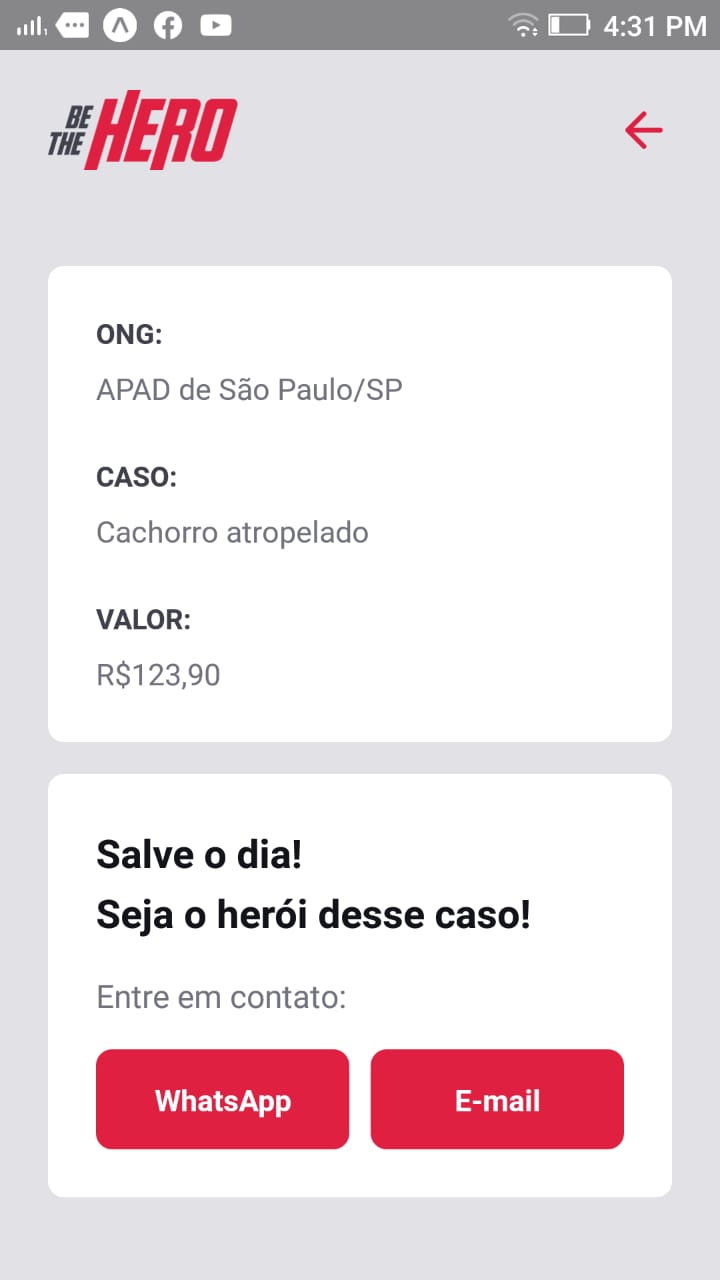 4:31 PM
BE
THE HERO
ONG:
APAD de São Paulo/SP
CASO:
Cachorro atropelado
VALOR:
R$123,90
Salve o dia!
Seja o herói desse caso!
Entre em contato:
WhatsApp
E-mail